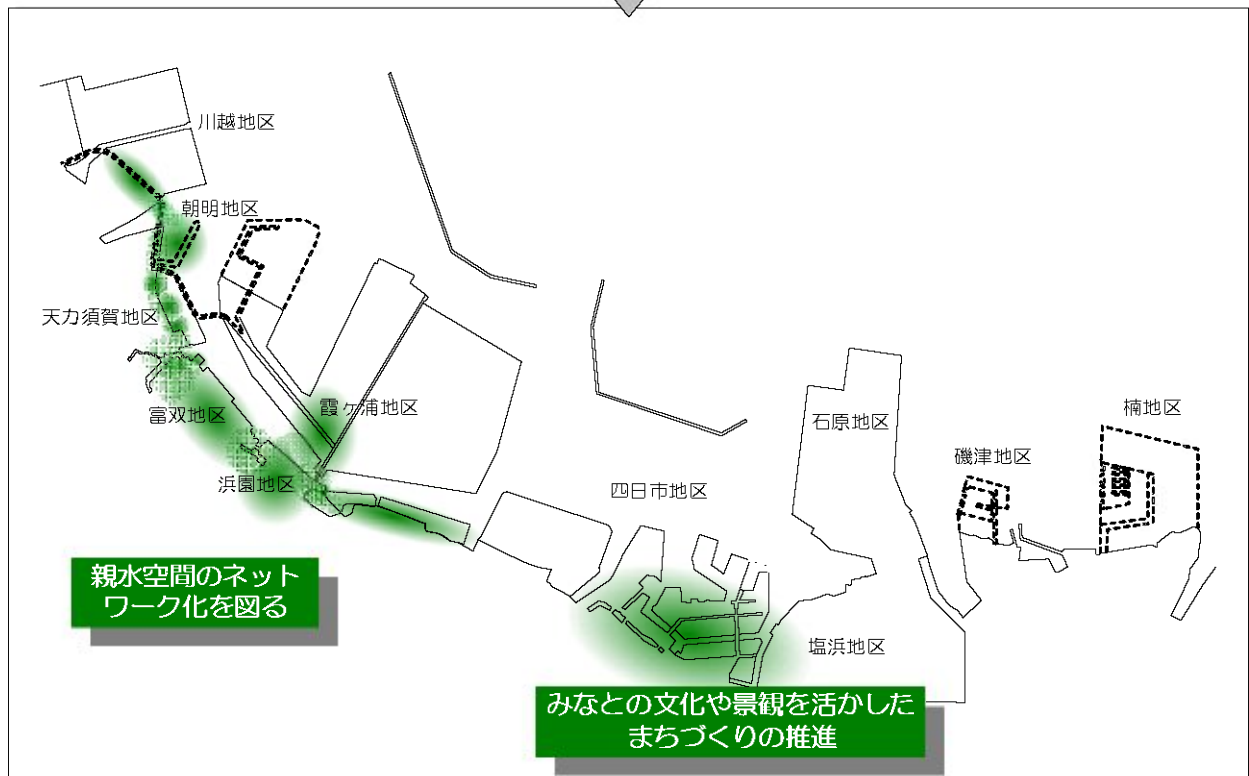 川越地区
朝明地区
天力須賀地区
富双地区
霞ヶ浦地区
浜園地区
四日市地区
石原地区
磯津地区
楠地区
塩浜地区
親水空間のネット
ワーク化を図る
みなとの文化や景観を活かした
まちづくりの推進